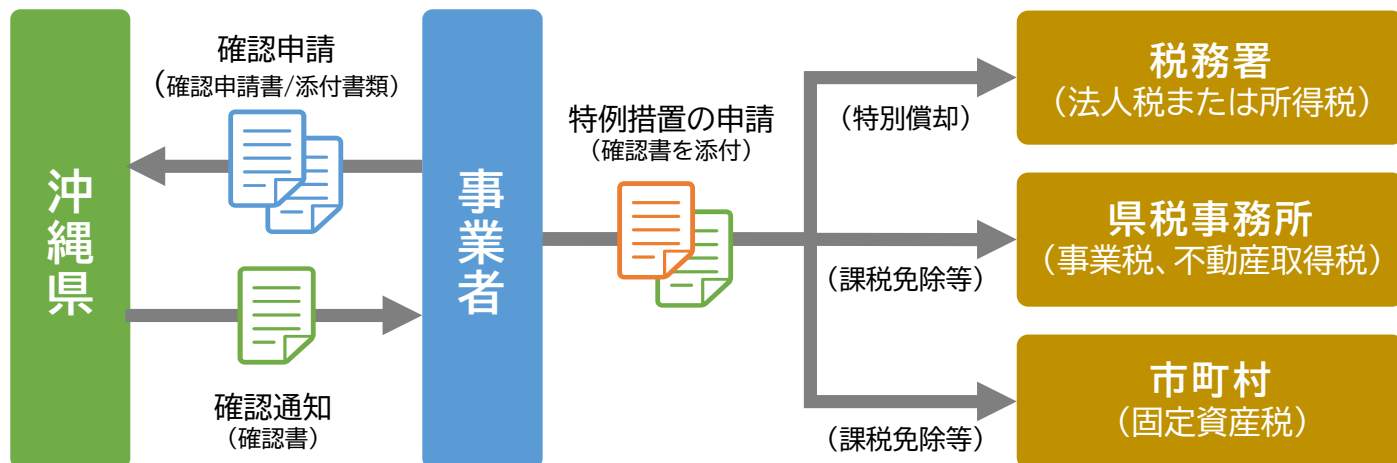 沖縄県
確認申請
(確認申請書/添付書類)
確認通知
(確認書)
事業者
特例措置の申請
(確認書を添付)
(特別償却)
(課税免除等)
(課税免除等)
税務署
(法人税または所得税)
県税事務所
(事業税、不動産取得税)
市町村
(固定資産税)